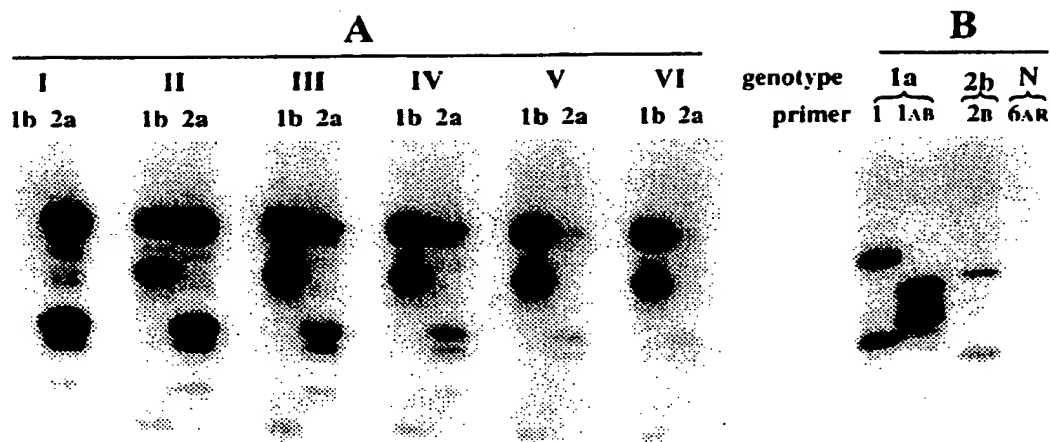 A B
I II III IV V VI genotype 1a 2b N
1b 2a 1b 2a 1b 2a 1b 2a 1b 2a 1b 2a primer 1 1AB 2B 6AR